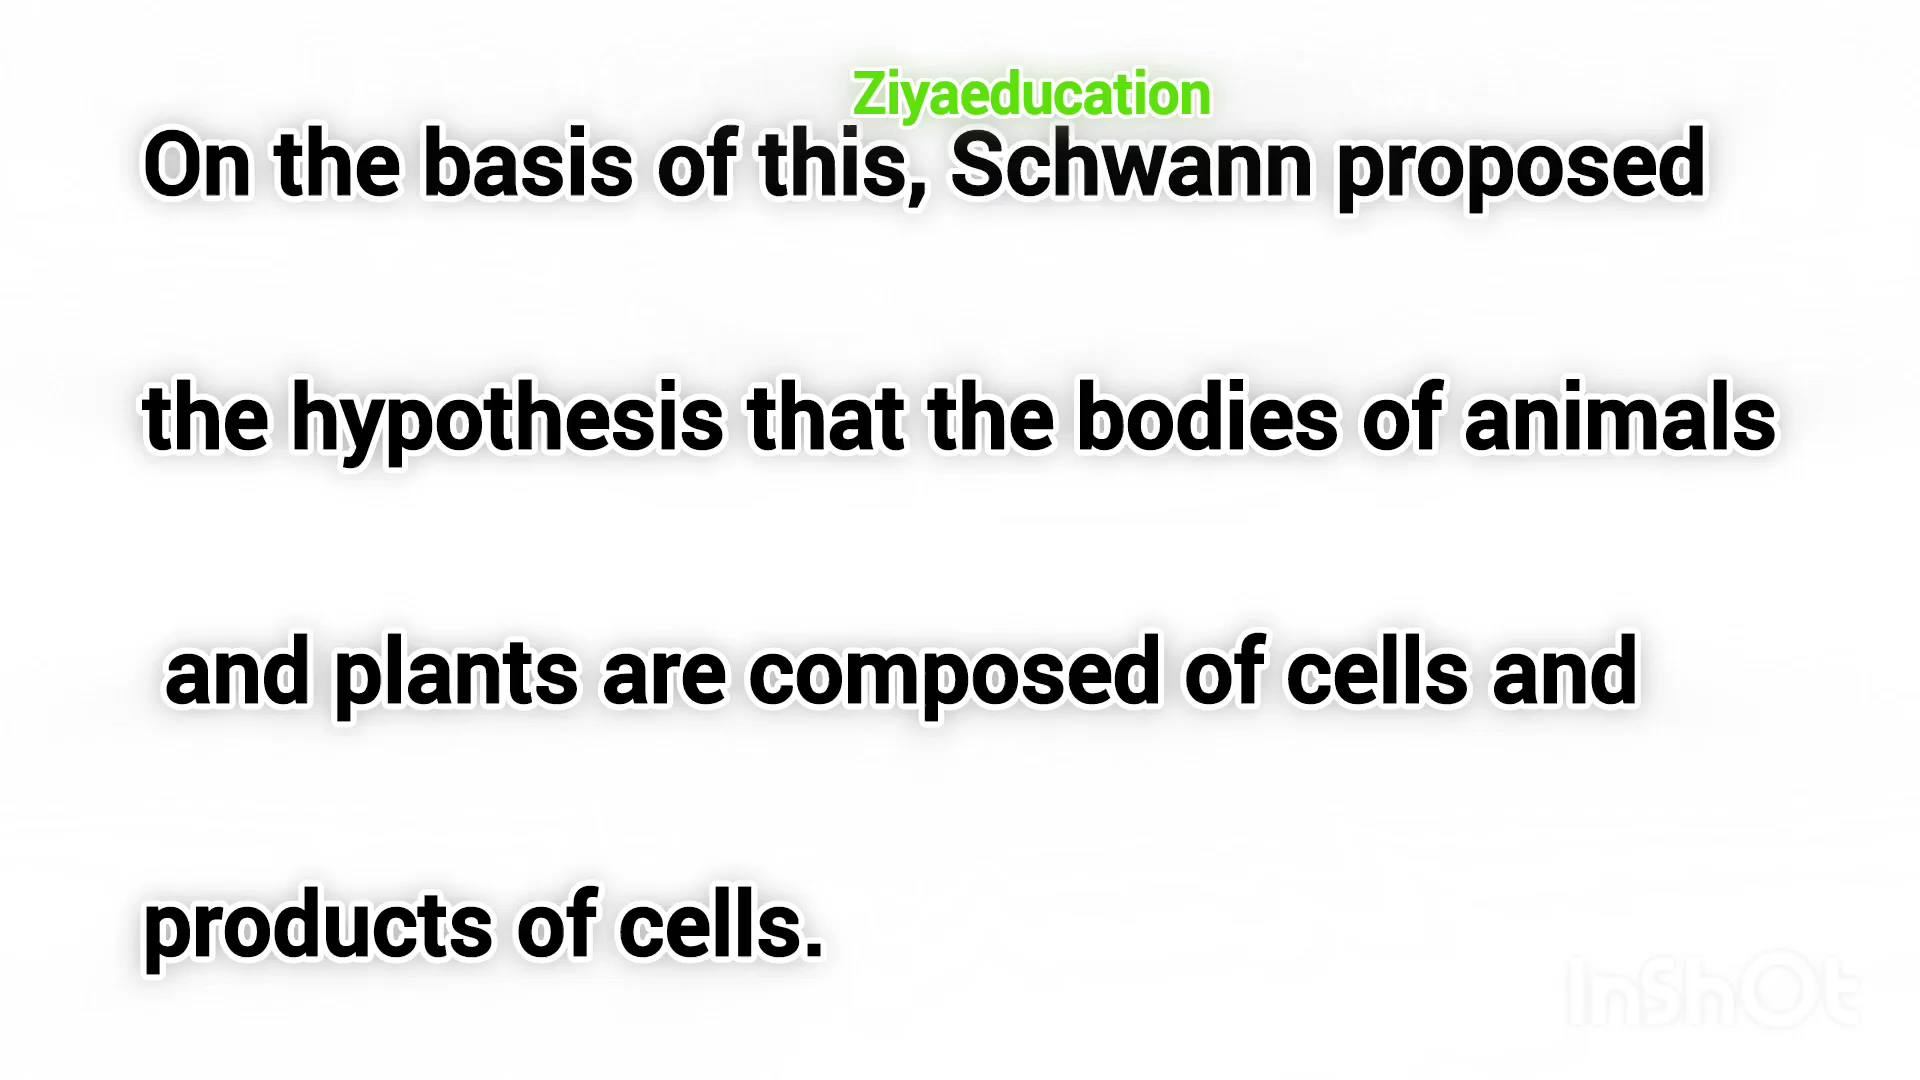 Ziyaeducation
On the basis of this, Schwann proposed
the hypothesis that the bodies of animals
and plants are composed of cells and
products of cells.
InShOt